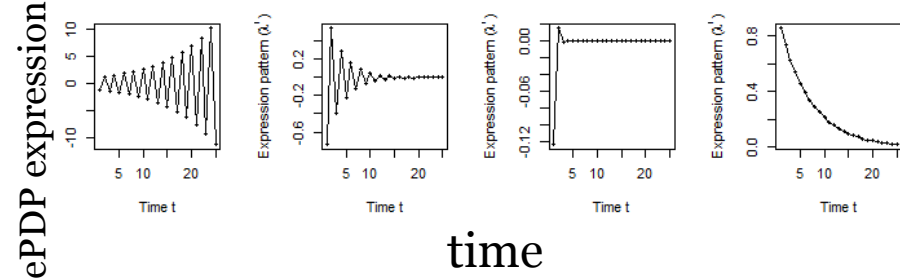 ePDP expression
10
5
0
-10
5 10 20
Time t
Expression pattern (λ')
0.2
-0.2
-0.6
5 10 20
Time t
Expression pattern (λ')
0.00
-0.06
-0.12
5 10 20
Time t
Expression pattern (λ')
0.8
0.4
0.0
5 10 20
Time t
time